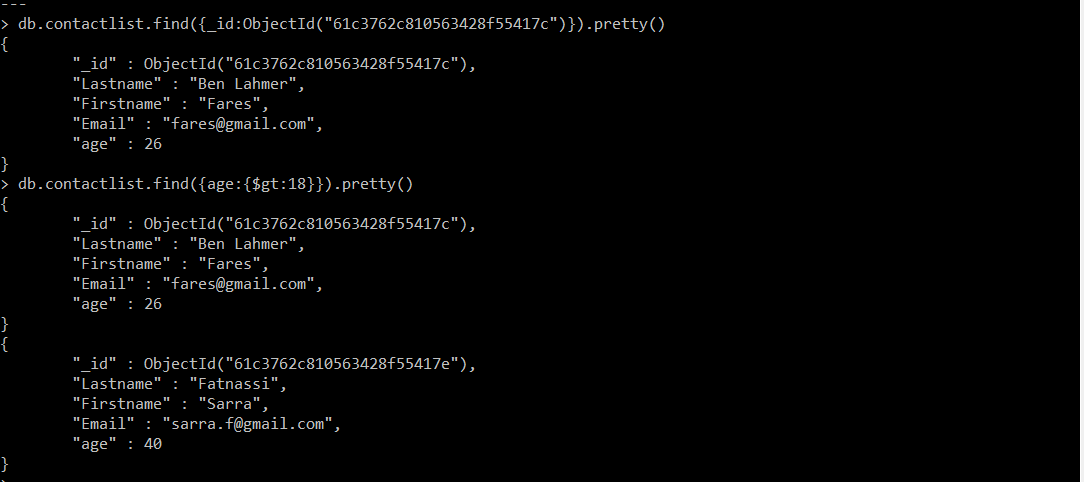 ---
> db.contactlist.find({_id:ObjectId("61c3762c810563428f55417c")}).pretty()
{
        "_id" : ObjectId("61c3762c810563428f55417c"),
        "Lastname" : "Ben Lahmer",
        "Firstname" : "Fares",
        "Email" : "fares@gmail.com",
        "age" : 26
}
> db.contactlist.find({age:{$gt:18}}).pretty()
{
        "_id" : ObjectId("61c3762c810563428f55417c"),
        "Lastname" : "Ben Lahmer",
        "Firstname" : "Fares",
        "Email" : "fares@gmail.com",
        "age" : 26
}
{
        "_id" : ObjectId("61c3762c810563428f55417e"),
        "Lastname" : "Fatnassi",
        "Firstname" : "Sarra",
        "Email" : "sarra.f@gmail.com",
        "age" : 40
}
>